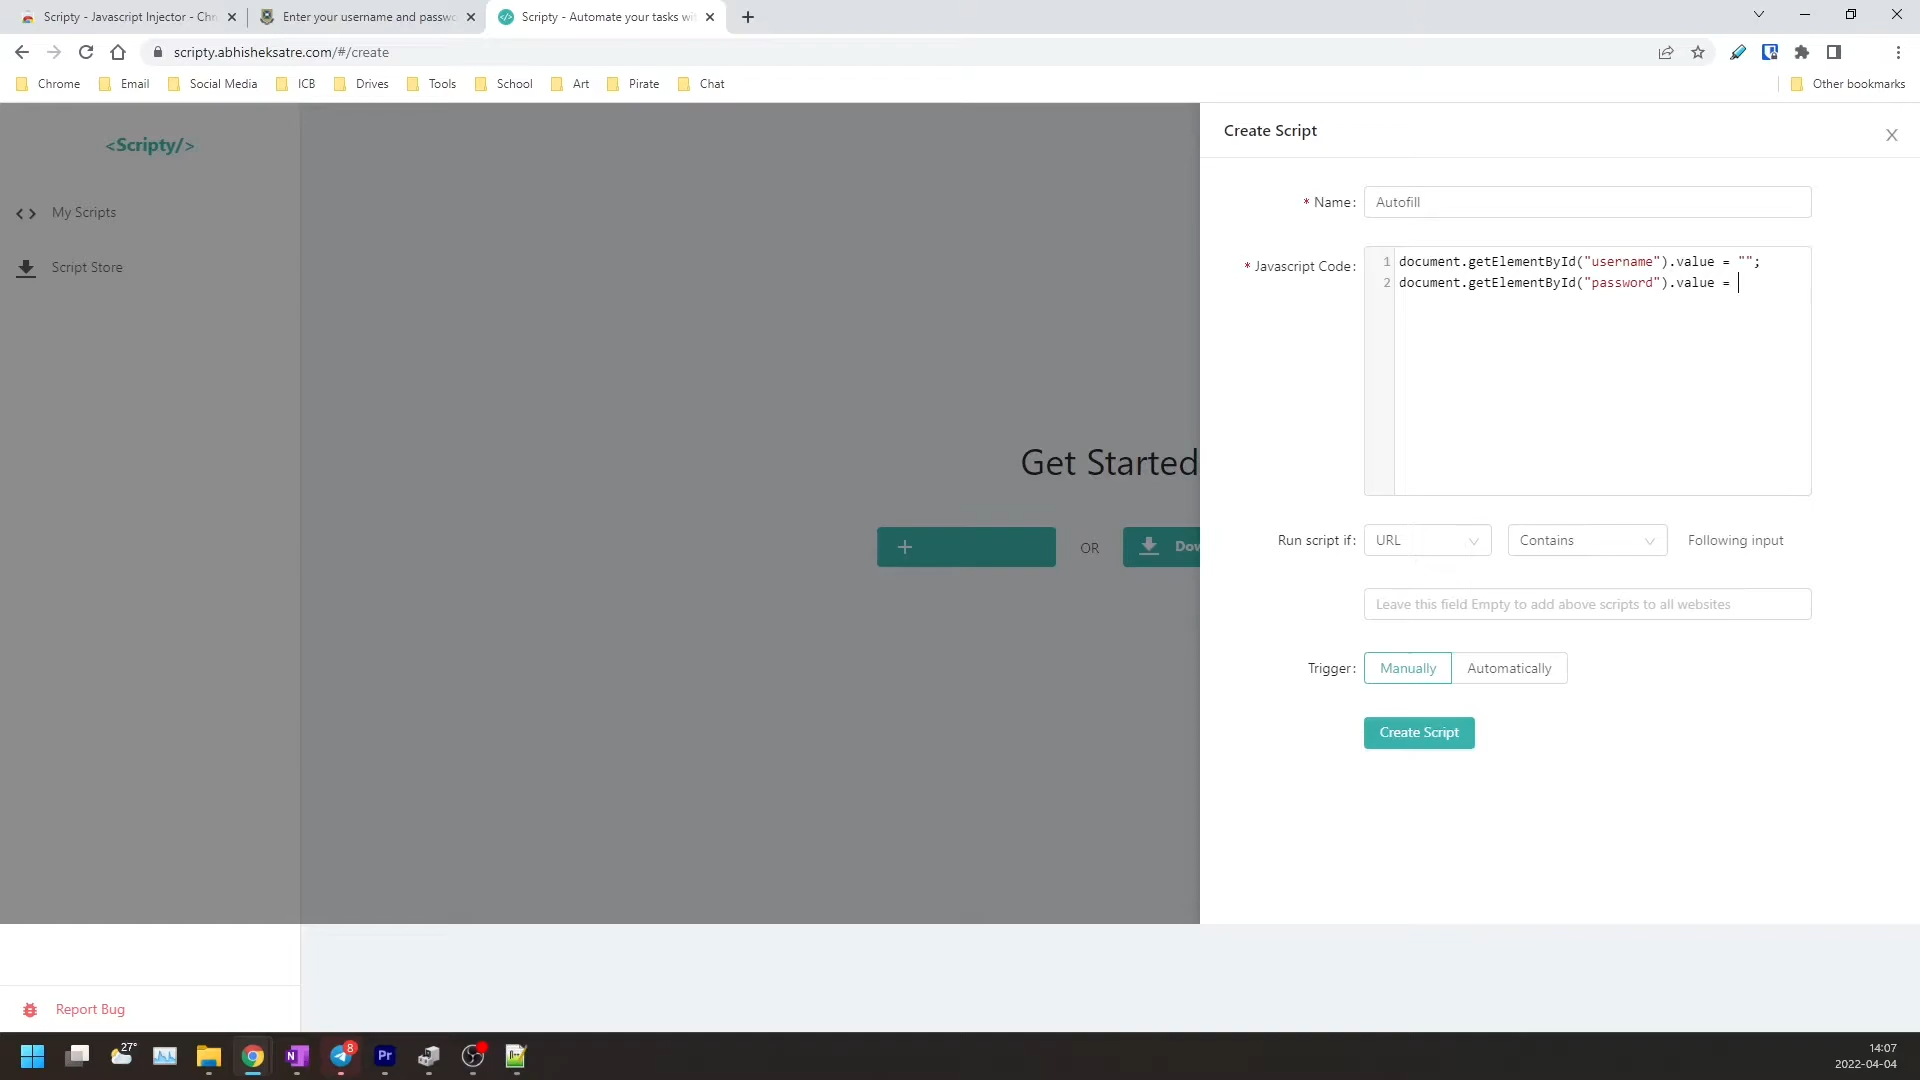 Scripty - Javascript Injector - Chr
Enter your username and passwo
Scripty - Automate your tasks wi
scripty.abhisheksatre.com/#/create
Chrome
Email
Social Media
ICB
Drives
Tools
School
Art
Pirate
Chat
Other bookmarks
<Scripty/>
My Scripts
Script Store
Get Started
OR
Dow
Report Bug
Create Script
X
* Name:
Autofill
* Javascript Code:
1 document.getElementById("username").value = "";
2 document.getElementById("password").value =
Run script if:
URL
Contains
Following input
Leave this field Empty to add above scripts to all websites
Trigger:
Manually
Automatically
Create Script
27°
8
14:07
2022-04-04